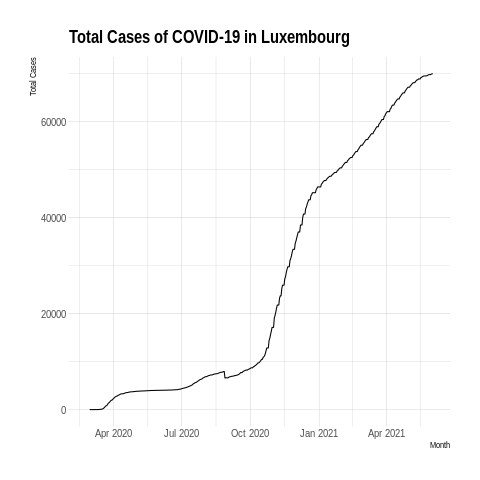 Total Cases of COVID-19 in Luxembourg
Total Cases
60000
40000
20000
0
Apr 2020 Jul 2020 Oct 2020 Jan 2021 Apr 2021
Month